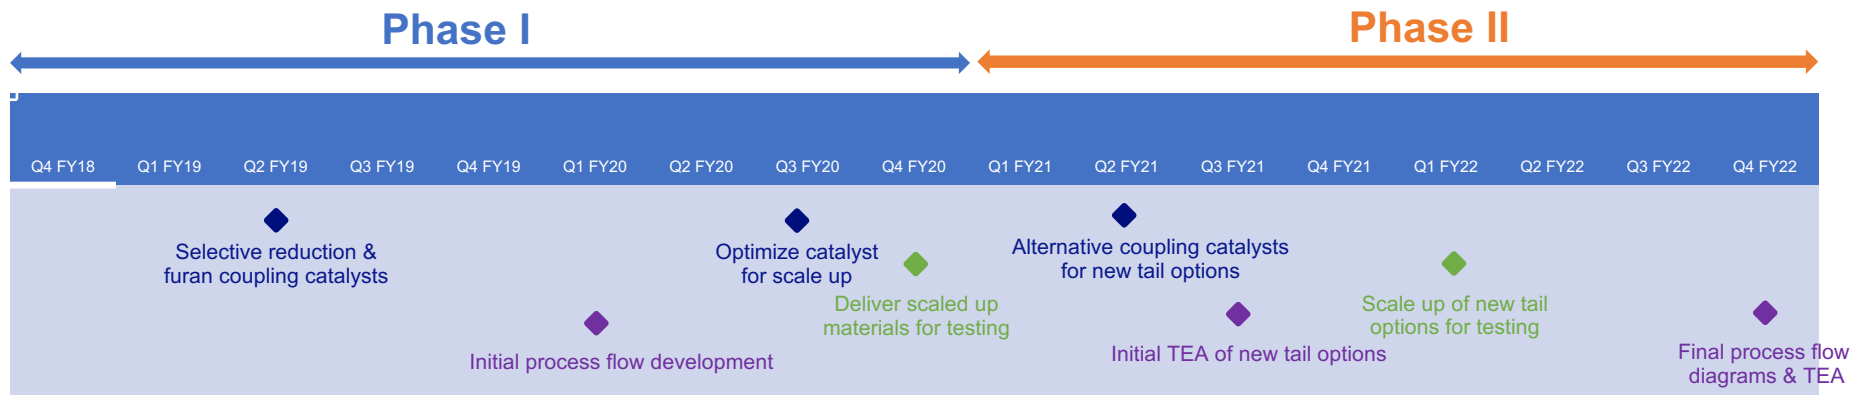 Phase I
Phase II
Q4 FY18
Q1 FY19
Q2 FY19
Q3 FY19
Q4 FY19
Q1 FY20
Q2 FY20
Q3 FY20
Q4 FY20
Q1 FY21
Q2 FY21
Q3 FY21
Q4 FY21
Q1 FY22
Q2 FY22
Q3 FY22
Q4 FY22
Selective reduction &
furan coupling catalysts
Initial process flow development
Optimize catalyst
for scale up
Deliver scaled up
materials for testing
Alternative coupling catalysts
for new tail options
Initial TEA of new tail options
Scale up of new tail
options for testing
Final process flow
diagrams & TEA